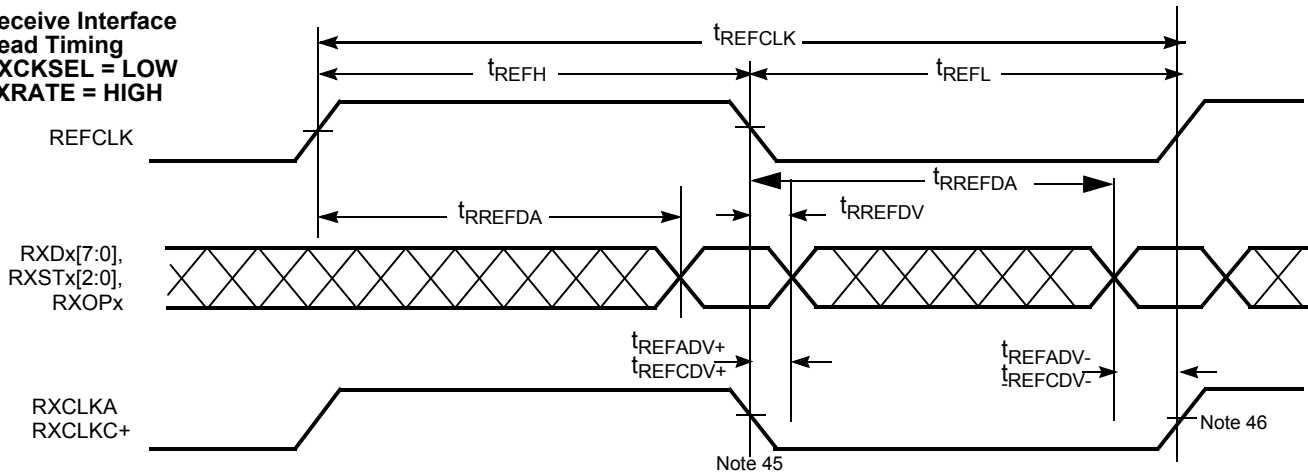 eceive Interface
ead Timing
XCKSEL = LOW
XRATE = HIGH
tREFCLK
tREFH
tREFL
REFCLK
tRREFDA
tRREFDA
tRREFDV
RXDx[7:0],
RXSTx[2:0],
RXOPx
tREFADV+
tREFCDV+
tREFADV-
tREFCDV-
RXCLKA
RXCLKC+
Note 45
Note 46